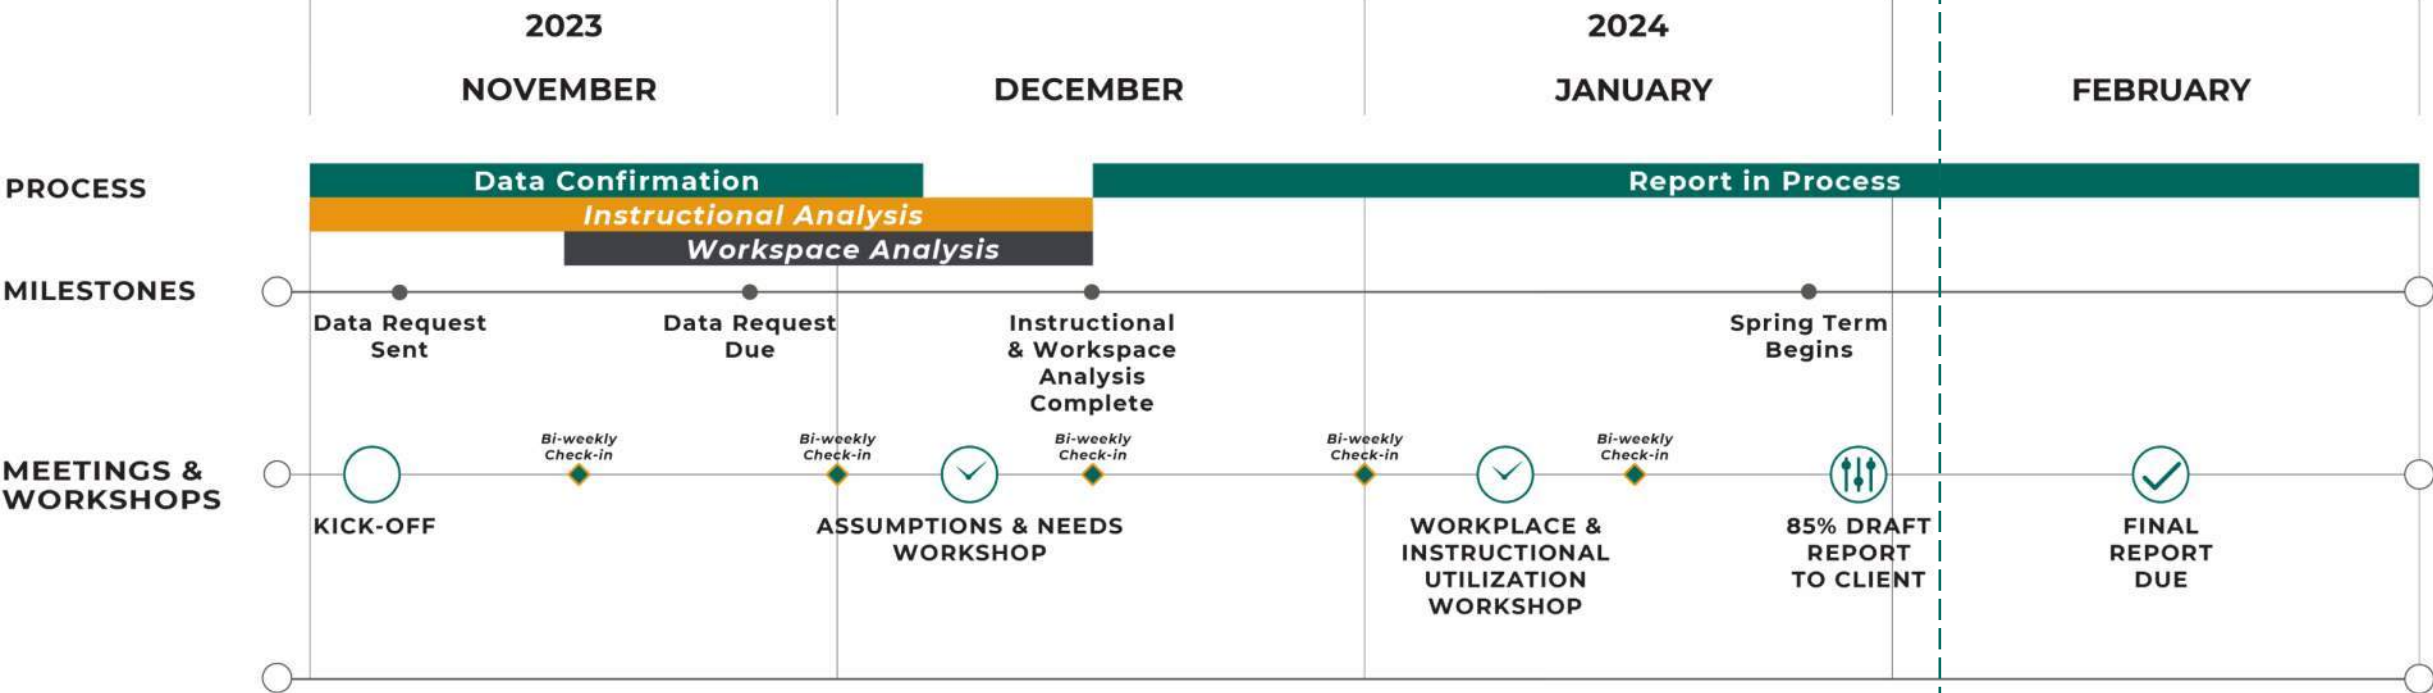 2023
2024
NOVEMBER
DECEMBER
JANUARY
FEBRUARY
PROCESS
Data Confirmation
Report in Process
Instructional Analysis
Workspace Analysis
MILESTONES
Data Request
Sent
Data Request
Due
Instructional
& Workspace
Analysis
Complete
Spring Term
Begins
MEETINGS &
WORKSHOPS
Bi-weekly
Check-in
Bi-weekly
Check-in
Bi-weekly
Check-in
Bi-weekly
Check-in
Bi-weekly
Check-in
KICK-OFF
ASSUMPTIONS & NEEDS
WORKSHOP
WORKPLACE &
INSTRUCTIONAL
UTILIZATION
WORKSHOP
85% DRAFT
REPORT
TO CLIENT
FINAL
REPORT
DUE